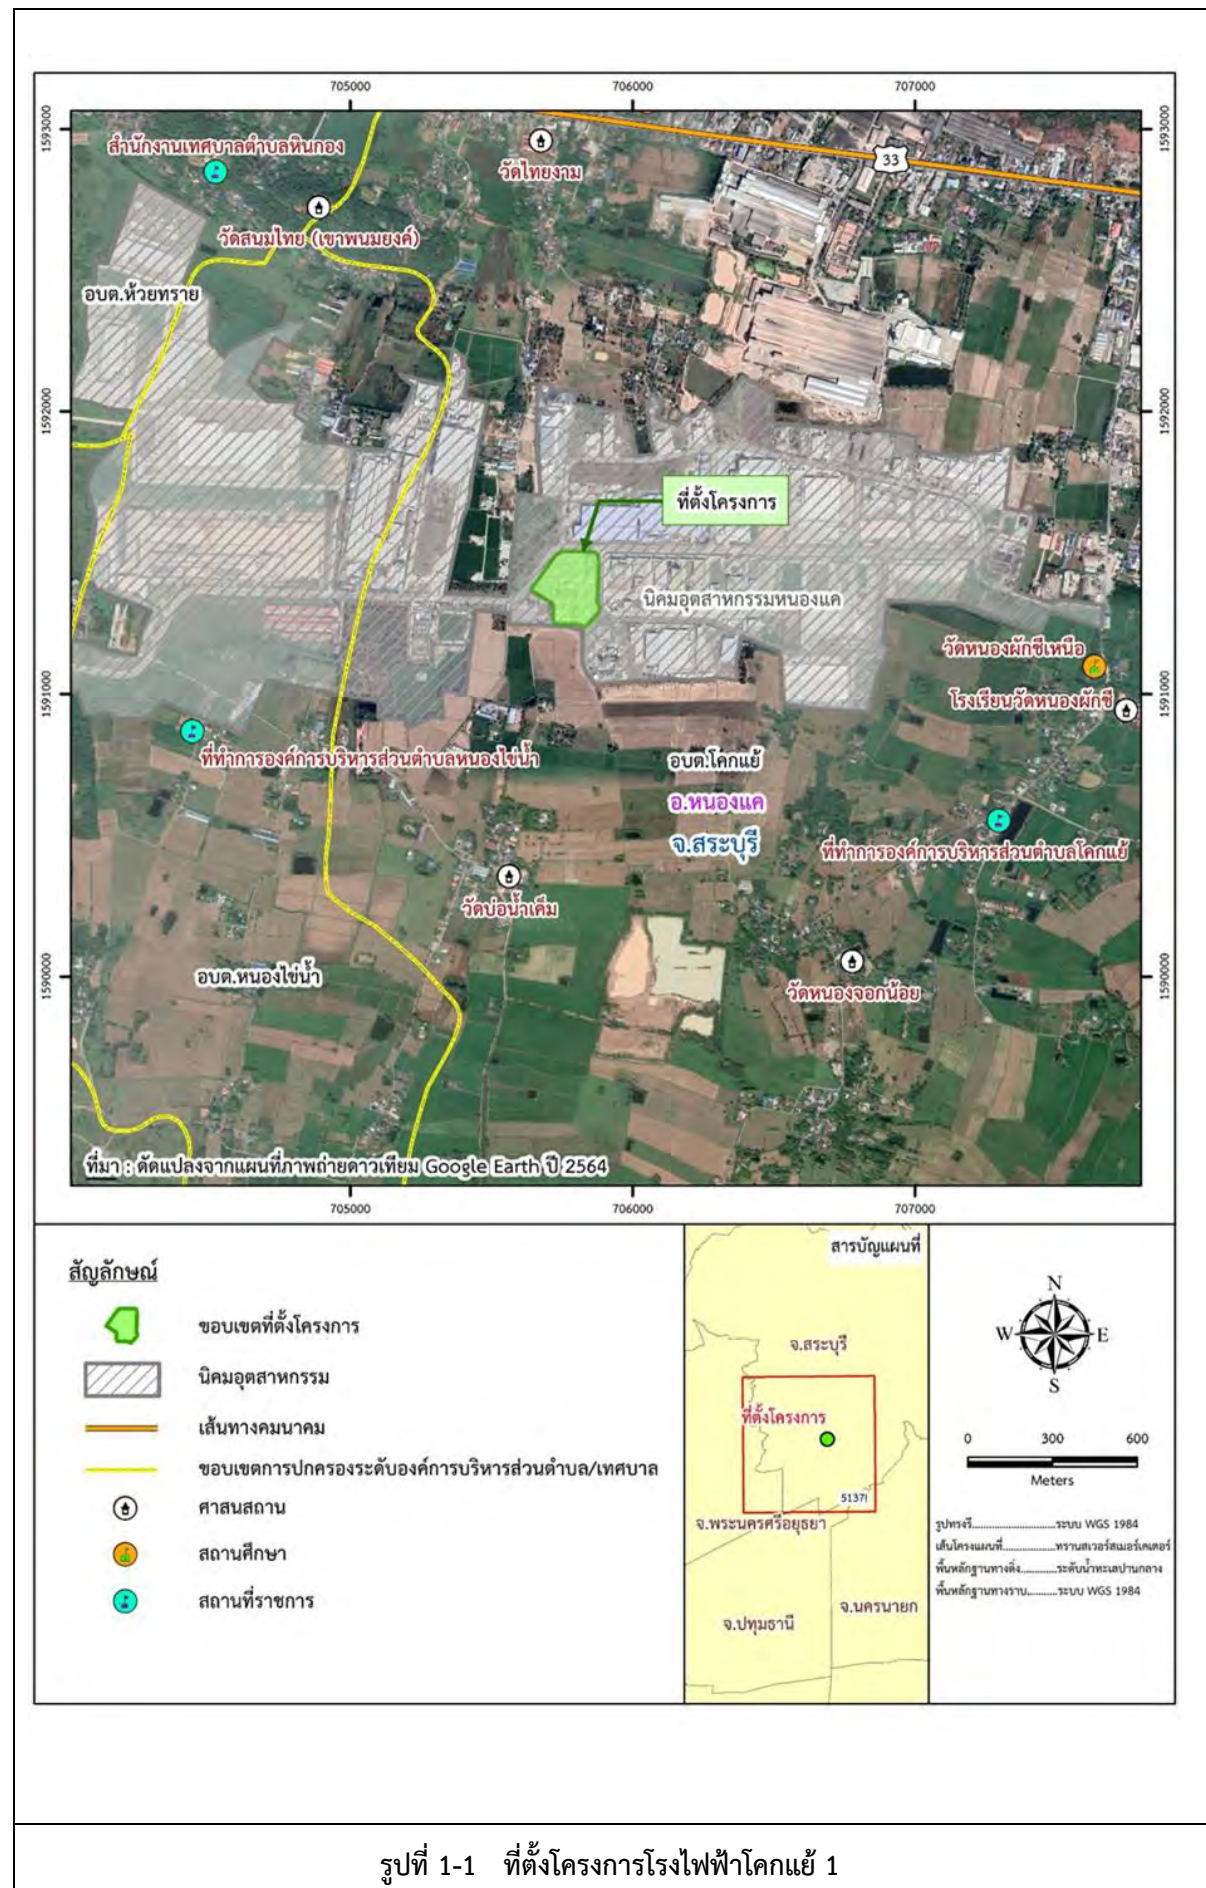 705000 706000 707000
1593000 1593000
สำนักงานเทศบาลตำบลหินกอง
วัดไทยงาม
33
วัดสนมไทย (เขาพนมยงค์)
อบต.ห้วยทราย
1592000 1592000
ที่ตั้งโครงการ
นิคมอุตสาหกรรมหนองแค
วัดหนองผักชีเหนือ
1591000 1591000
โรงเรียนวัดหนองผักชี
ที่ทำการองค์การบริหารส่วนตำบลหนองไข่น้ำ
อบต.โคกแย้
อ.หนองแค
จ.สระบุรี
ที่ทำการองค์การบริหารส่วนตำบลโคกแย้
วัดบ่อน้ำเค็ม
อบต.หนองไข่น้ำ
1590000 1590000
วัดหนองจอกน้อย
ที่มา : ดัดแปลงจากแผนที่ภาพถ่ายดาวเทียม Google Earth ปี 2564
705000 706000 707000
สัญลักษณ์
ขอบเขตที่ตั้งโครงการ
นิคมอุตสาหกรรม
เส้นทางคมนาคม
ขอบเขตการปกครองระดับองค์การบริหารส่วนตำบล/เทศบาล
ศาสนสถาน
สถานศึกษา
สถานที่ราชการ
สารบัญแผนที่
จ.สระบุรี
ที่ตั้งโครงการ
5137I
จ.พระนครศรีอยุธยา
จ.นครนายก
จ.ปทุมธานี
N
W E
S
0 300 600
Meters
รูปทรงรี....................ระบบ WGS 1984
เส้นโครงแผนที่............ทรานสเวอร์สเมอร์เคเตอร์
พื้นหลักฐานทางดิ่ง.........ระดับน้ำทะเลปานกลาง
พื้นหลักฐานทางราบ.........ระบบ WGS 1984
รูปที่ 1-1 ที่ตั้งโครงการโรงไฟฟ้าโคกแย้ 1